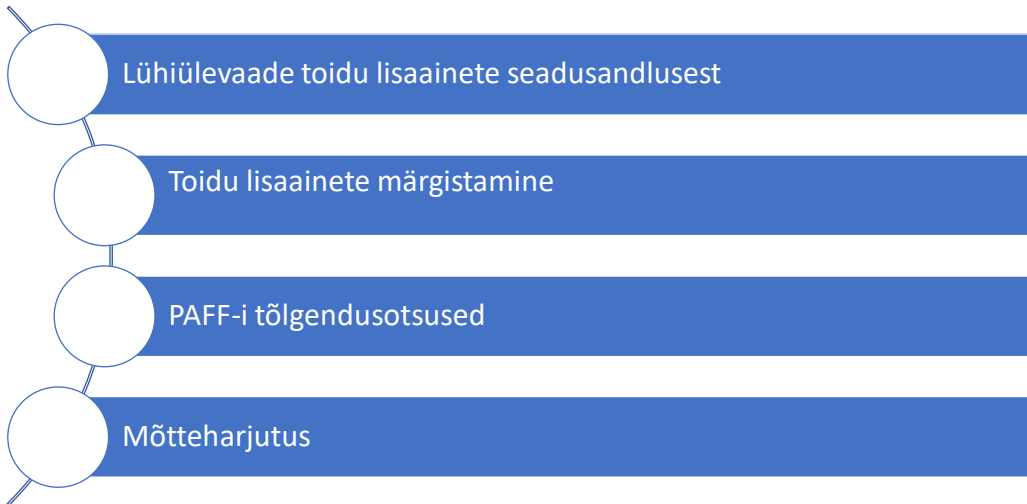 Lühiülevaade toidu lisaainete seadusandlusest
Toidu lisaainete märgistamine
PAFF-i tõlgendusotsused
Mõtteharjutus